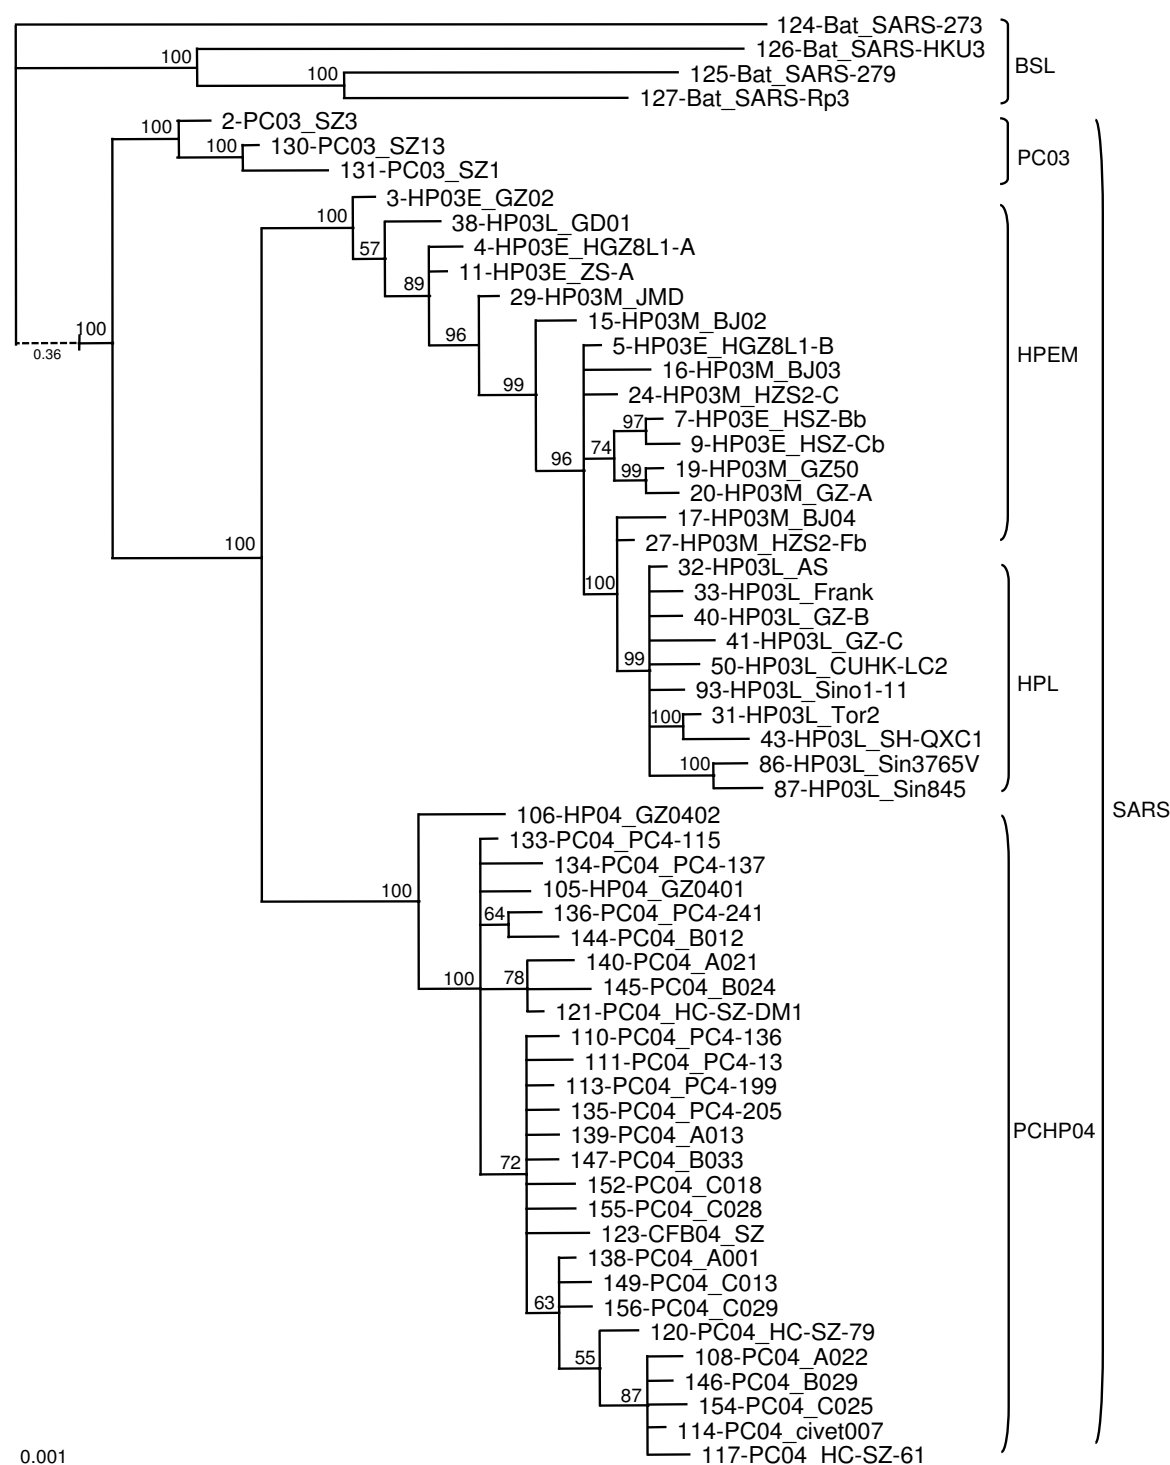 124-Bat_SARS-273
126-Bat_SARS-HKU3
100
BSL
125-Bat_SARS-279
100
127-Bat_SARS-Rp3
2-PC03_SZ3
100
130-PC03_SZ13
100
PC03
131-PC03_SZ1
3-HP03E_GZ02
100
38-HP03L_GD01
57
4-HP03E_HGZ8L1-A
11-HP03E_ZS-A
89
29-HP03M_JMD
15-HP03M_BJ02
96
100
0.36
5-HP03E_HGZ8L1-B
HPEM
16-HP03M_BJ03
99
24-HP03M_HZS2-C
7-HP03E_HSZ-Bb
97
9-HP03E_HSZ-Cb
74
96
19-HP03M_GZ50
99
20-HP03M_GZ-A
17-HP03M_BJ04
100
27-HP03M_HZS2-Fb
32-HP03L_AS
100
33-HP03L_Frank
40-HP03L_GZ-B
41-HP03L_GZ-C
99
50-HP03L_CUHK-LC2
HPL
93-HP03L_Sino1-11
31-HP03L_Tor2
100
43-HP03L_SH-QXC1
86-HP03L_Sin3765V
100
87-HP03L_Sin845
SARS
106-HP04_GZ0402
133-PC04_PC4-115
134-PC04_PC4-137
100
105-HP04_GZ0401
136-PC04_PC4-241
64
144-PC04_B012
140-PC04_A021
100
78
145-PC04_B024
121-PC04_HC-SZ-DM1
110-PC04_PC4-136
111-PC04_PC4-13
113-PC04_PC4-199
135-PC04_PC4-205
139-PC04_A013
PCHP04
147-PC04_B033
72
152-PC04_C018
155-PC04_C028
123-CFB04_SZ
138-PC04_A001
149-PC04_C013
63
156-PC04_C029
120-PC04_HC-SZ-79
55
108-PC04_A022
146-PC04_B029
87
154-PC04_C025
114-PC04_civet007
117-PC04_HC-SZ-61
0.001